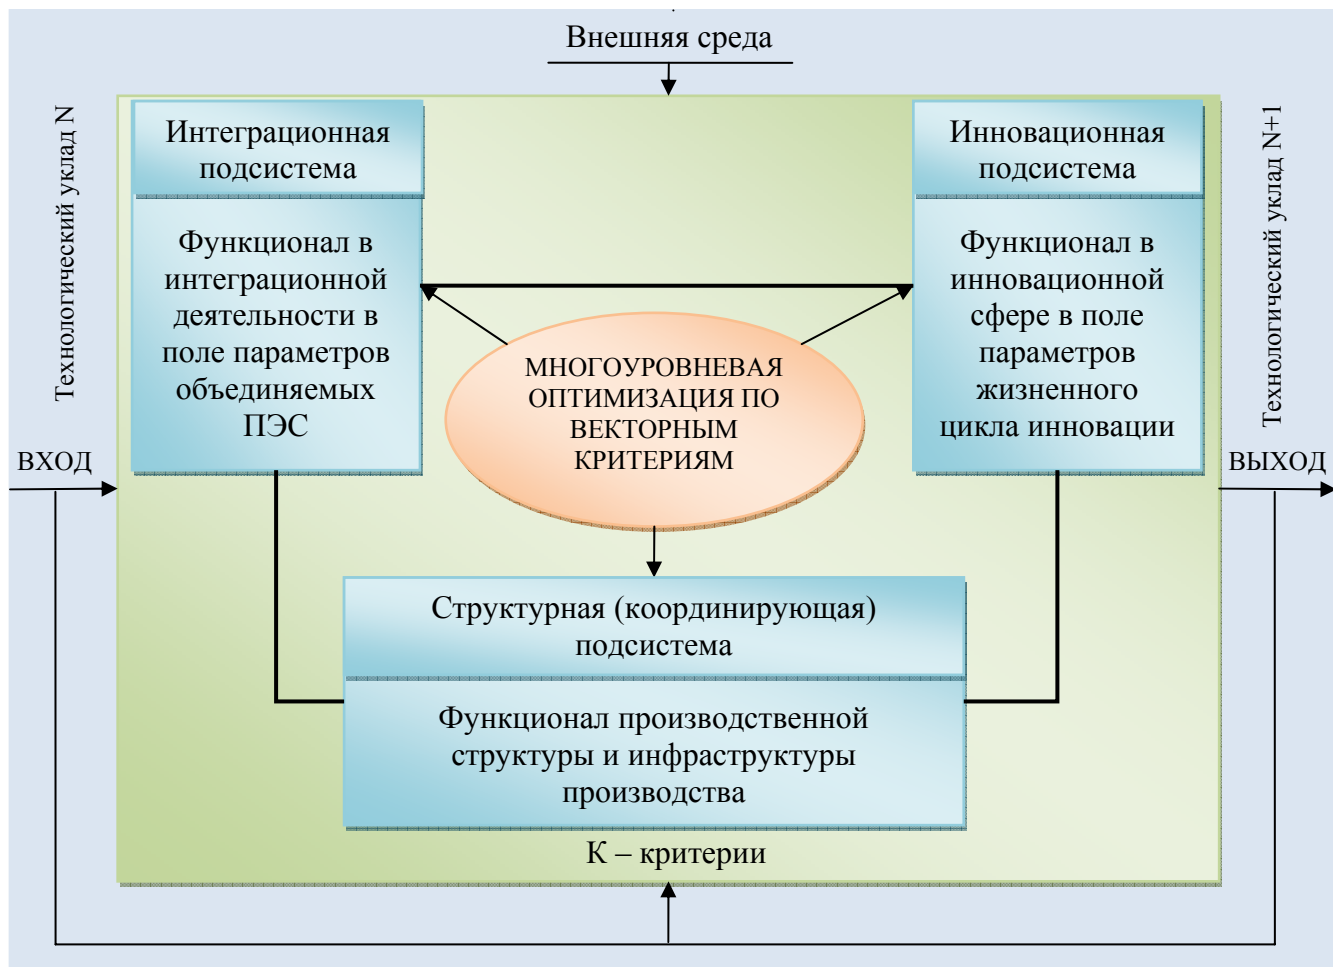 Внешняя среда
Технологический уклад N
Интеграционная
подсистема
Функционал в
интеграционной
деятельности в
поле параметров
объединяемых
ПЭС
Инновационная
подсистема
Функционал в
инновационной
сфере в поле
параметров
жизненного
цикла инновации
Технологический уклад N+1
МНОГОУРОВНЕВАЯ
ОПТИМИЗАЦИЯ ПО
ВЕКТОРНЫМ
КРИТЕРИЯМ
ВХОД
ВЫХОД
Структурная (координирующая)
подсистема
Функционал производственной
структуры и инфраструктуры
производства
К – критерии